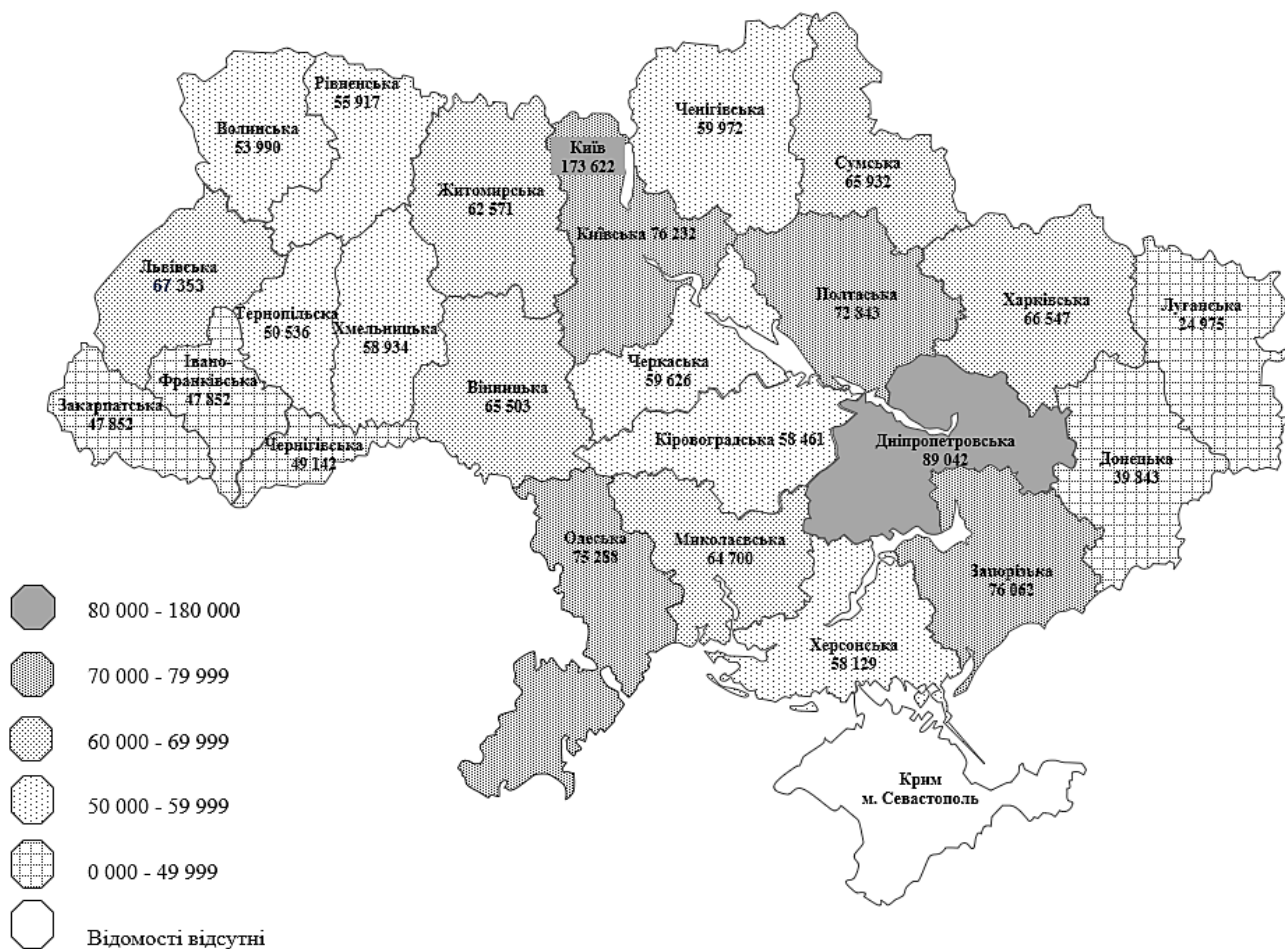 Рівненська
55 917
Волинська
53 990
Ченігівська
59 972
Київ
173 622
Сумська
65 932
Житомирська
62 571
Київська 76 232
Львівська
67 353
Тернопільска
50 536
Хмельницька
58 934
Полтаська
72 843
Харківська
66 547
Луганська
24 975
Івано-
Франківська
47 852
Закарпатська
47 852
Вінницька
65 503
Черкаська
59 626
Чернігівська
49 142
Кіровоградська 58 461
Дніпропетровська
89 042
Донецька
39 843
Одеська
75 288
Миколаєвська
64 700
Запорізька
76 062
Херсонська
58 129
Крим
м. Севастополь
80 000 - 180 000
70 000 - 79 999
60 000 - 69 999
50 000 - 59 999
0 000 - 49 999
Відомості відсутні